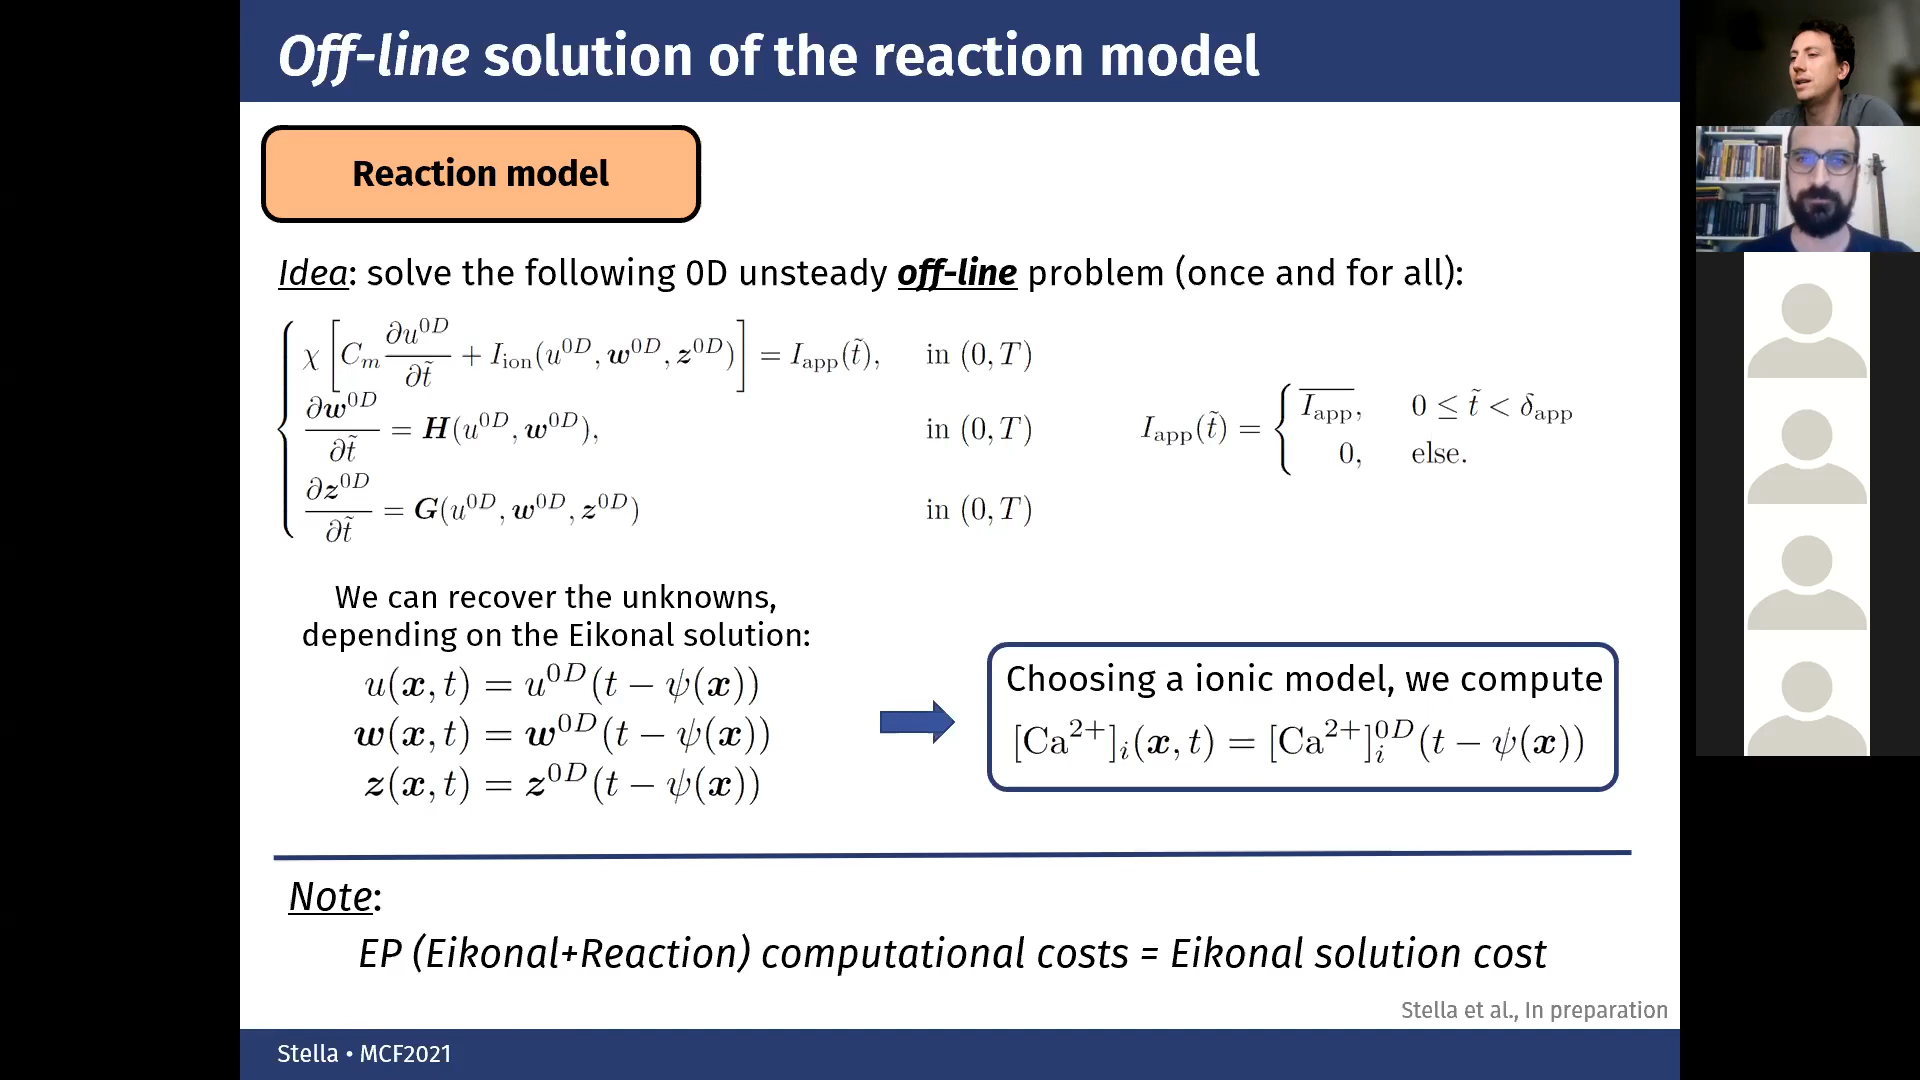 Off-line solution of the reaction model
Reaction model
Idea: solve the following 0D unsteady off-line problem (once and for all):
χ [ C_m ∂u^{0D}/∂t̃ + I_ion(u^{0D}, w^{0D}, z^{0D}) ] = I_app(t̃), in (0, T)
∂w^{0D}/∂t̃ = H(u^{0D}, w^{0D}), in (0, T)
∂z^{0D}/∂t̃ = G(u^{0D}, w^{0D}, z^{0D}) in (0, T)
I_app(t̃) = { \overline{I_app}, 0 ≤ t̃ < δ_app
0, else.
We can recover the unknowns,
depending on the Eikonal solution:
u(x, t) = u^{0D}(t − ψ(x))
w(x, t) = w^{0D}(t − ψ(x))
z(x, t) = z^{0D}(t − ψ(x))
Choosing a ionic model, we compute
[Ca^{2+}]_i(x, t) = [Ca^{2+}]_i^{0D}(t − ψ(x))
Note:
EP (Eikonal+Reaction) computational costs = Eikonal solution cost
Stella et al., In preparation
Stella • MCF2021